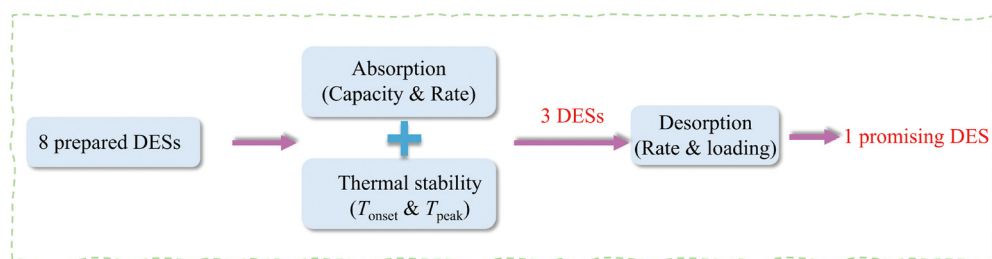 8 prepared DESs
Absorption
(Capacity & Rate)
Thermal stability
(Tonset & Tpeak)
3 DESs
Desorption
(Rate & loading)
1 promising DES